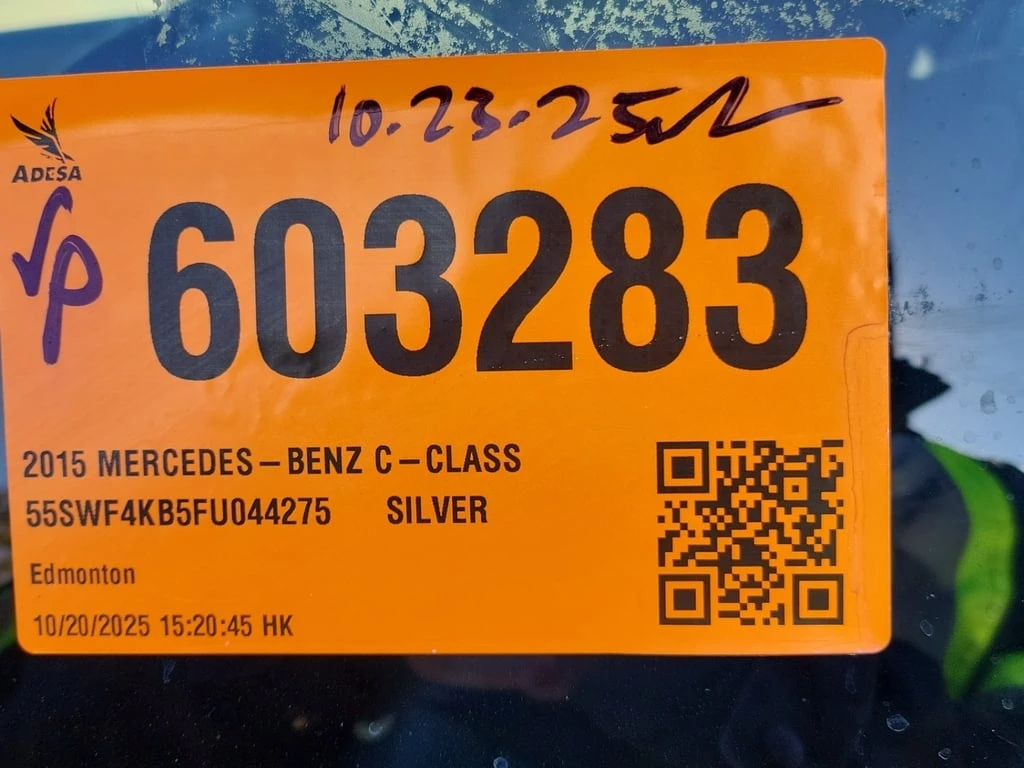 10.23.25
ADESA
VP
603283
2015 MERCEDES-BENZ C-CLASS
55SWF4KB5FU044275 SILVER
Edmonton
10/20/2025 15:20:45 HK